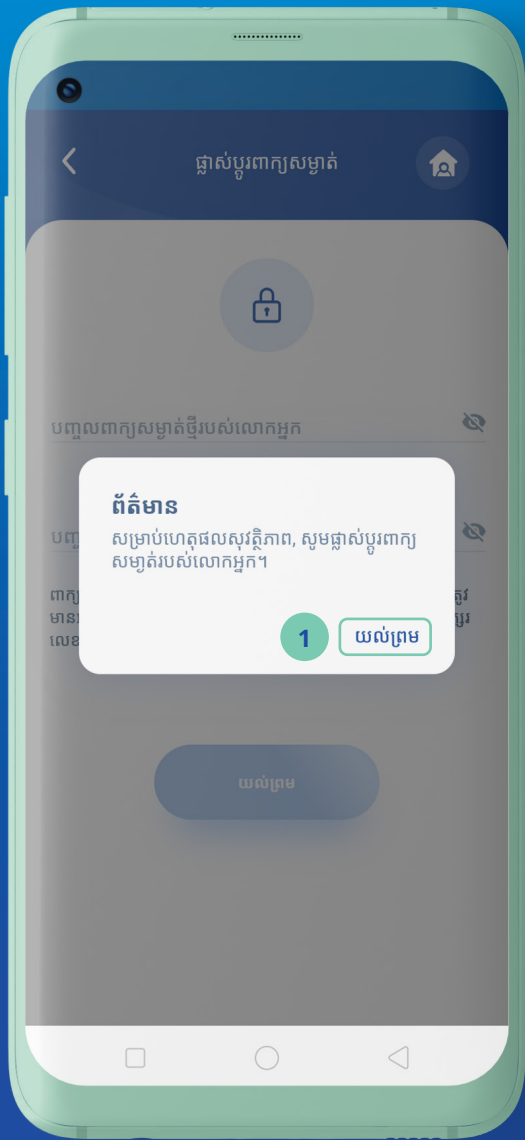 ផ្លាស់ប្តូរពាក្យសម្ងាត់
បញ្ចូលពាក្យសម្ងាត់ថ្មីរបស់លោកអ្នក
ព័ត៌មាន
សម្រាប់ហេតុផលសុវត្ថិភាព, សូមផ្លាស់ប្តូរពាក្យ
សម្ងាត់របស់លោកអ្នក។
1 យល់ព្រម
យល់ព្រម